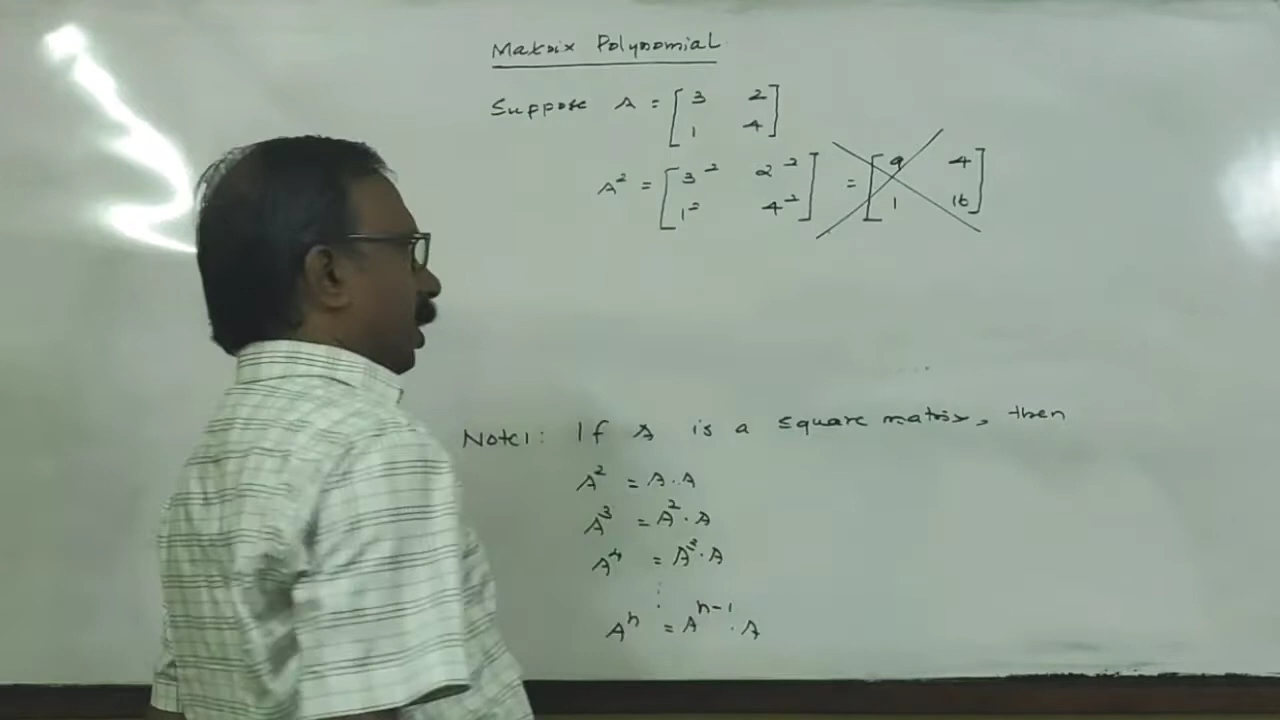 Matrix Polynomial
Suppose A = [ 3 2
1 4 ]
A² = [ 3² 2²
1² 4² ] = [ 9 4
1 16 ]
Note1: If A is a square matrix, then
A² = A.A
A³ = A².A
A⁴ = A³.A
⋮
Aⁿ = Aⁿ⁻¹.A